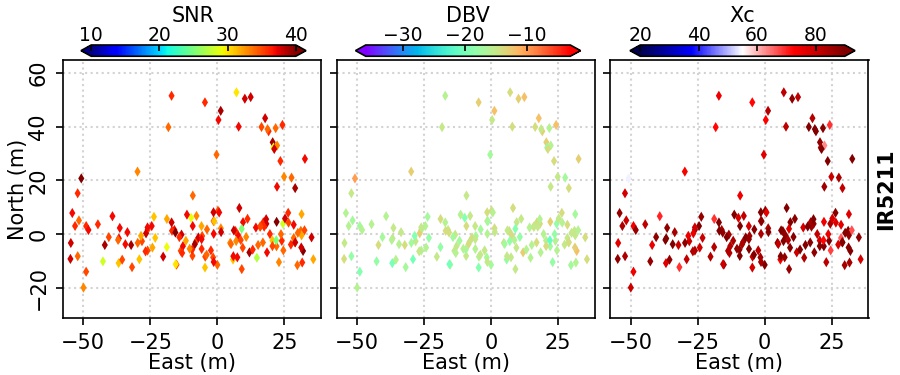 SNR DBV Xc
10 20 30 40 −30 −20 −10 20 40 60 80
60
40
20
0
−20
North (m)
−50 −25 0 25 −50 −25 0 25 −50 −25 0 25
East (m) East (m) East (m)
IR5211